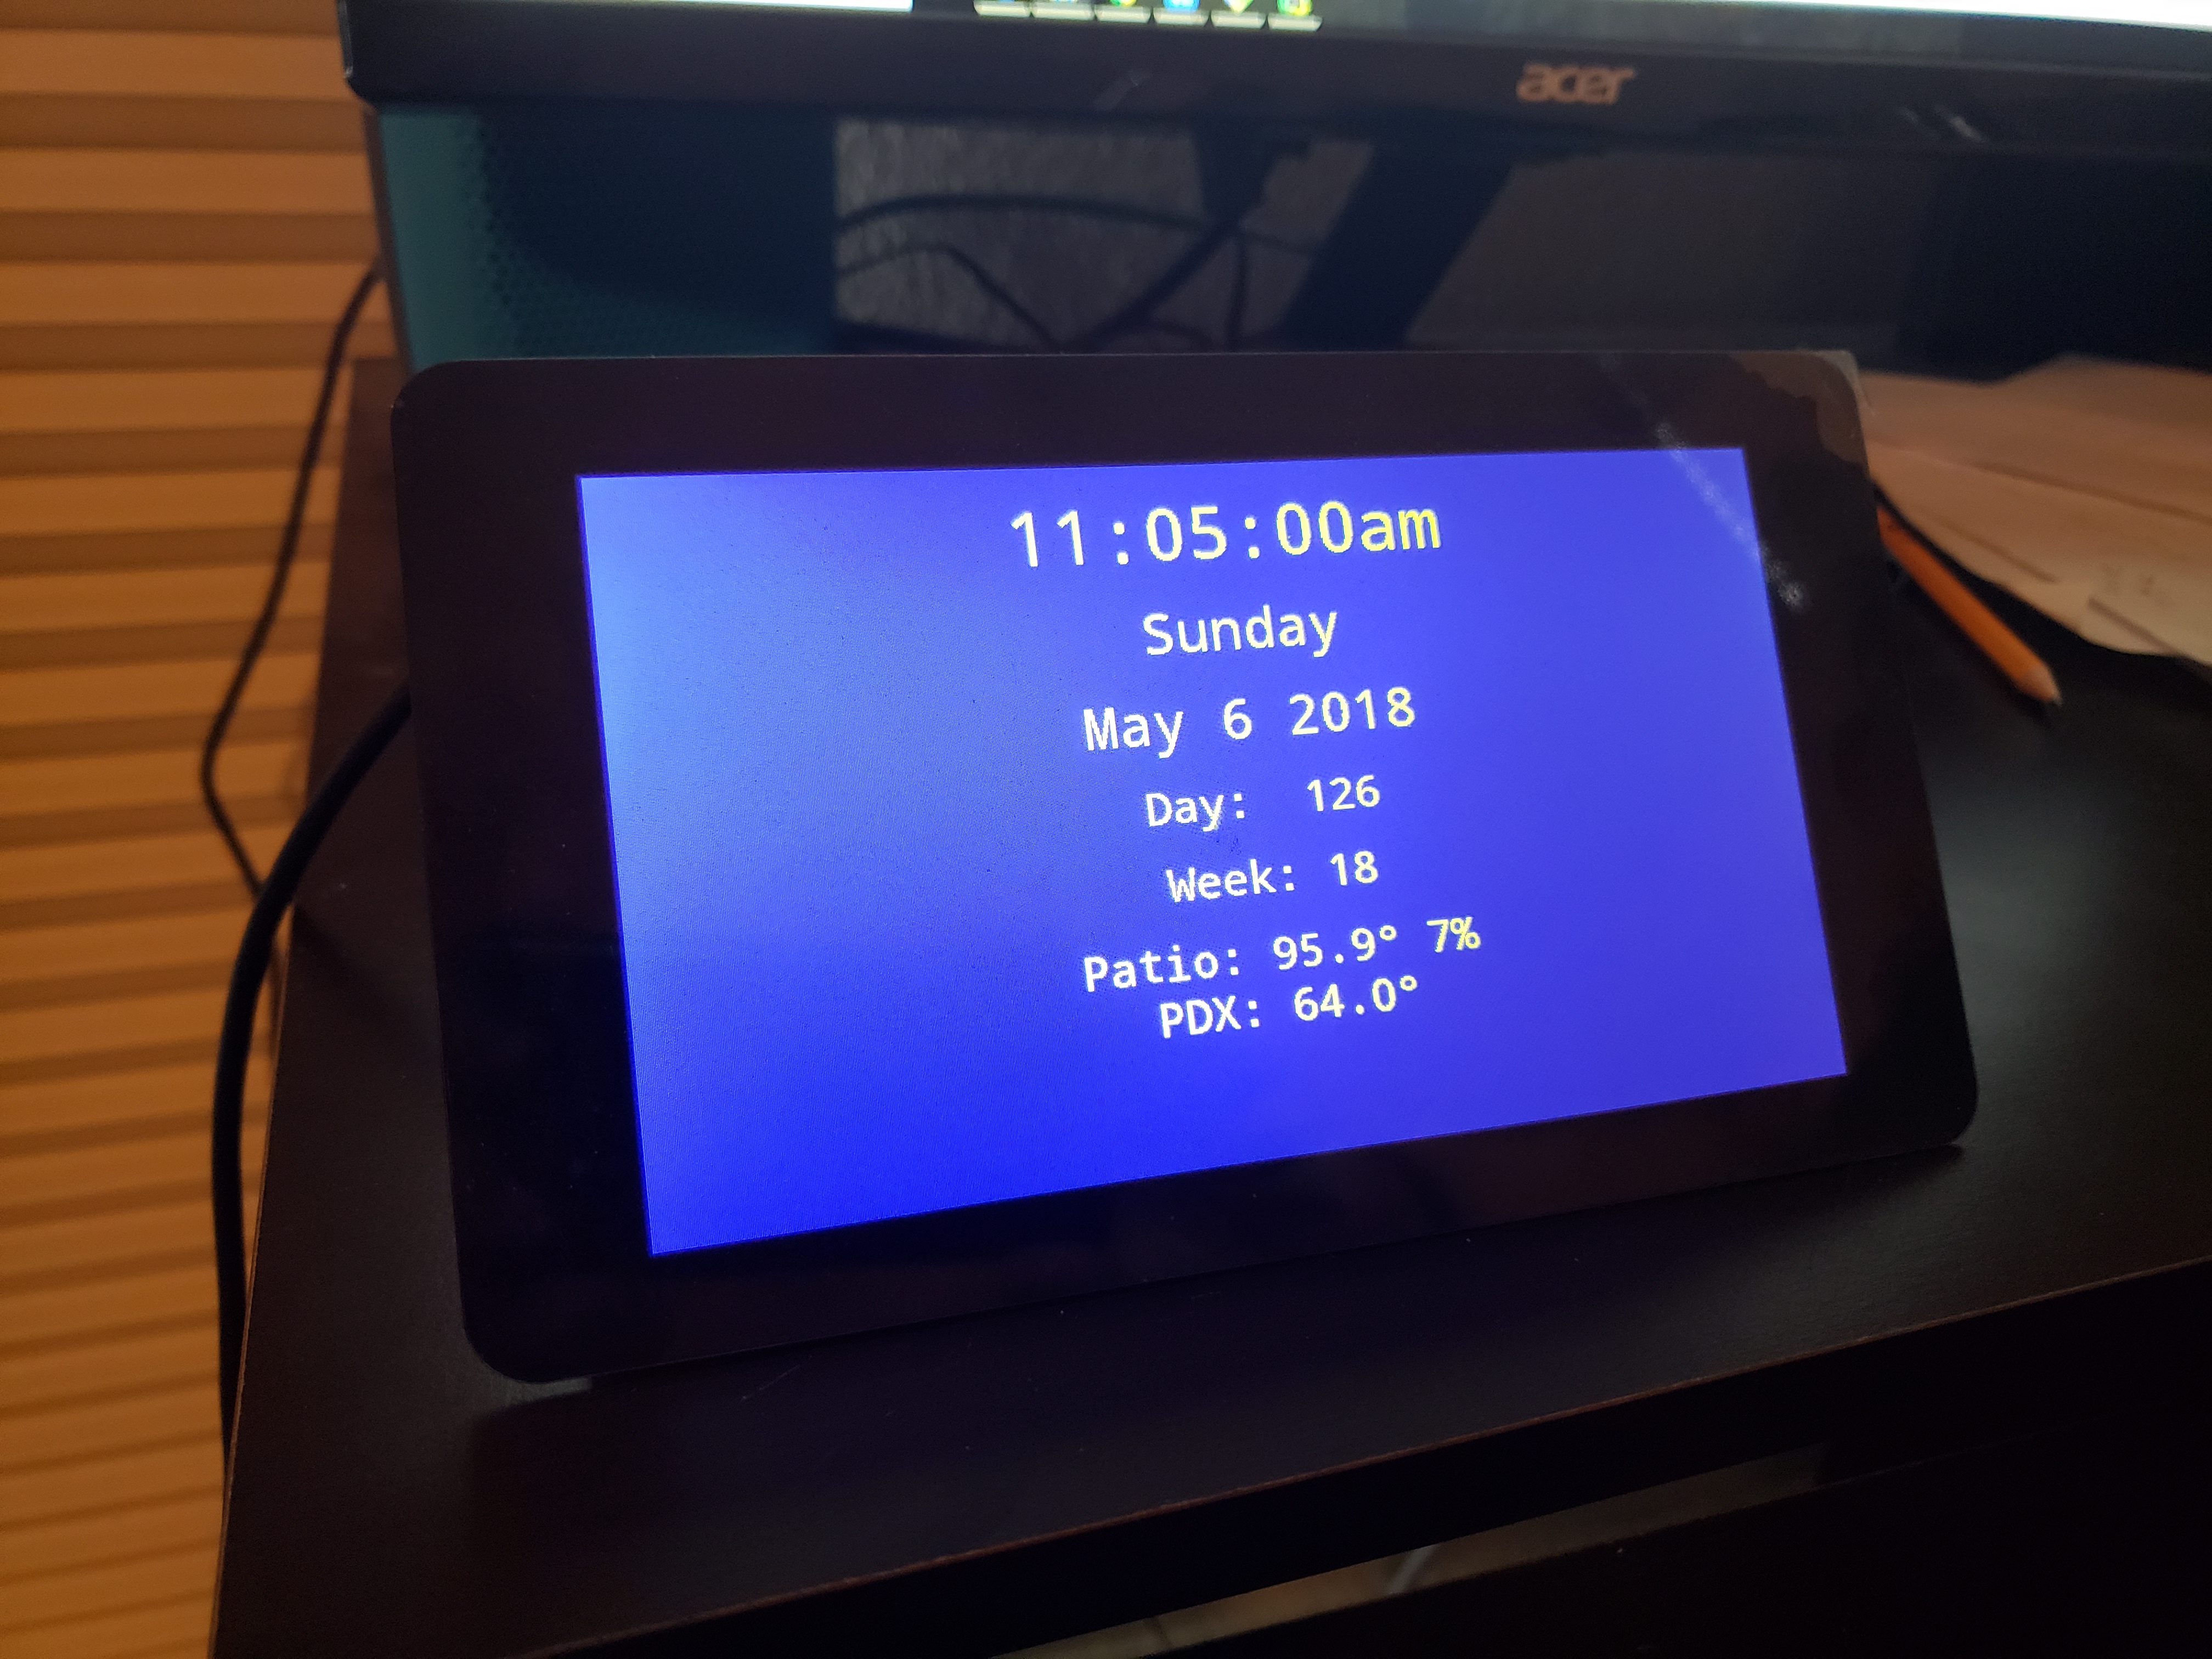 acer
11:05:00am
Sunday
May 6 2018
Day: 126
Week: 18
Patio: 95.9° 7%
PDX: 64.0°